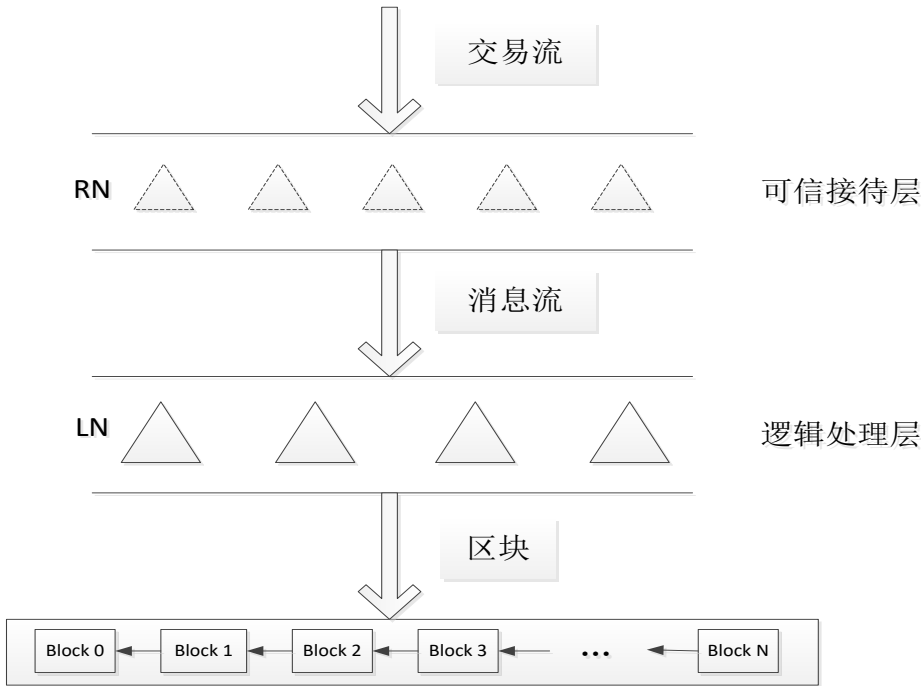 交易流
RN
可信接待层
消息流
LN
逻辑处理层
区块
Block 0
Block 1
Block 2
Block 3
...
Block N